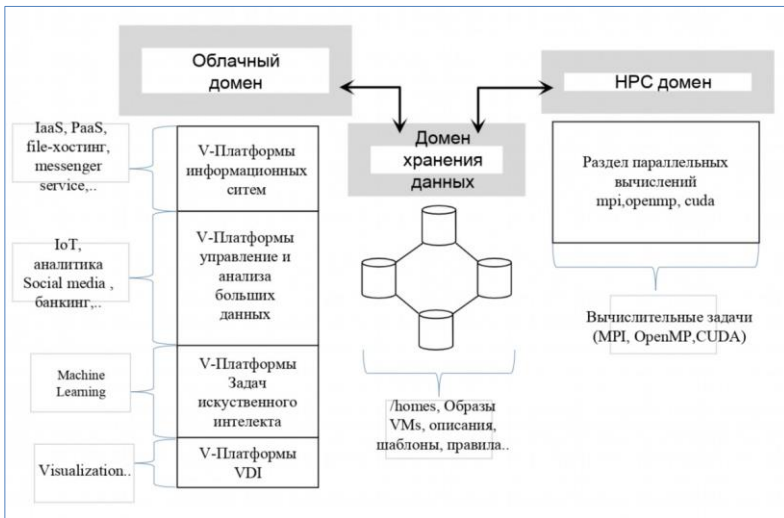 Облачный
домен
HPC домен
Домен
хранения
данных
IaaS, PaaS,
file-хостинг,
messenger
service,..
V-Платформы
информационных
ситем
IoT,
аналитика
Social media ,
банкинг,..
V-Платформы
управление и
анализа
больших
данных
Machine
Learning
V-Платформы
Задач
искуственного
интелекта
Visualization..
V-Платформы
VDI
/homes, Образы
VMs, описания,
шаблоны, правила..
Раздел параллельных
вычислений
mpi,openmp, cuda
Вычислительные задачи
(MPI, OpenMP,CUDA)